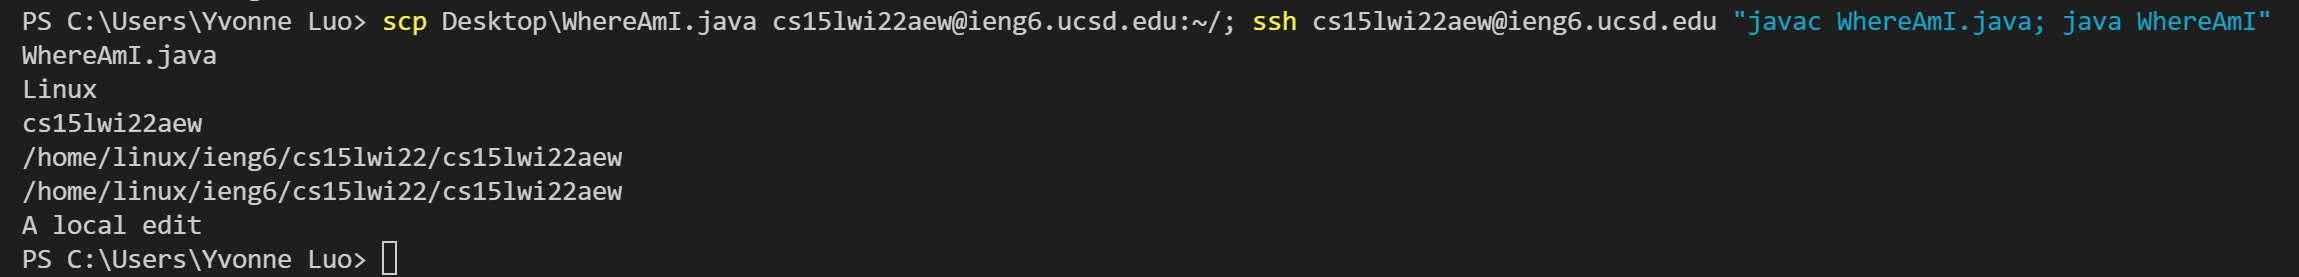 PS C:\Users\Yvonne Luo> scp Desktop\WhereAmI.java cs15lwi22aew@ieng6.ucsd.edu:~/; ssh cs15lwi22aew@ieng6.ucsd.edu "javac WhereAmI.java; java WhereAmI"
WhereAmI.java
Linux
cs15lwi22aew
/home/linux/ieng6/cs15lwi22/cs15lwi22aew
/home/linux/ieng6/cs15lwi22/cs15lwi22aew
A local edit
PS C:\Users\Yvonne Luo>